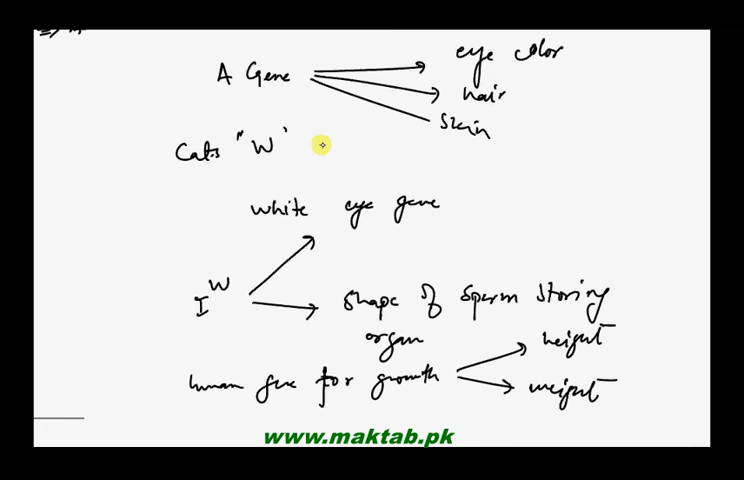 A Gene
eye color
hair
Skin
Cats "W"
white eye gene
I^W
shape of sperm storing
organ
height
human gene for growth
weight
www.maktab.pk